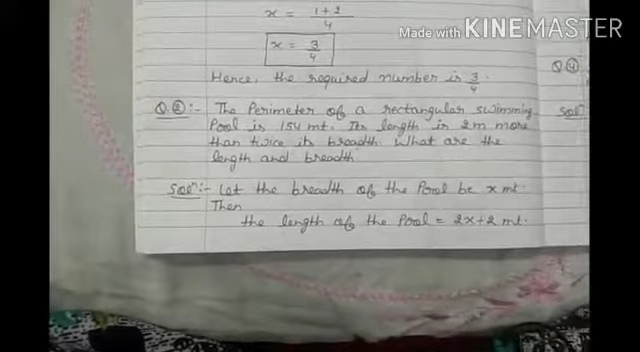 Made with KINEMASTER
x = 1+2/4
x = 3/4
Hence, the required number is 3/4.
Q.②:- The Perimeter of a rectangular swimming
Pool is 154 mt. Its length is 2m more
than twice its breadth. What are the
length and breadth.
Solⁿ:- Let the breadth of the Pool be x mt.
Then
the length of the Pool = 2x+2 mt.
Q.④
Solⁿ